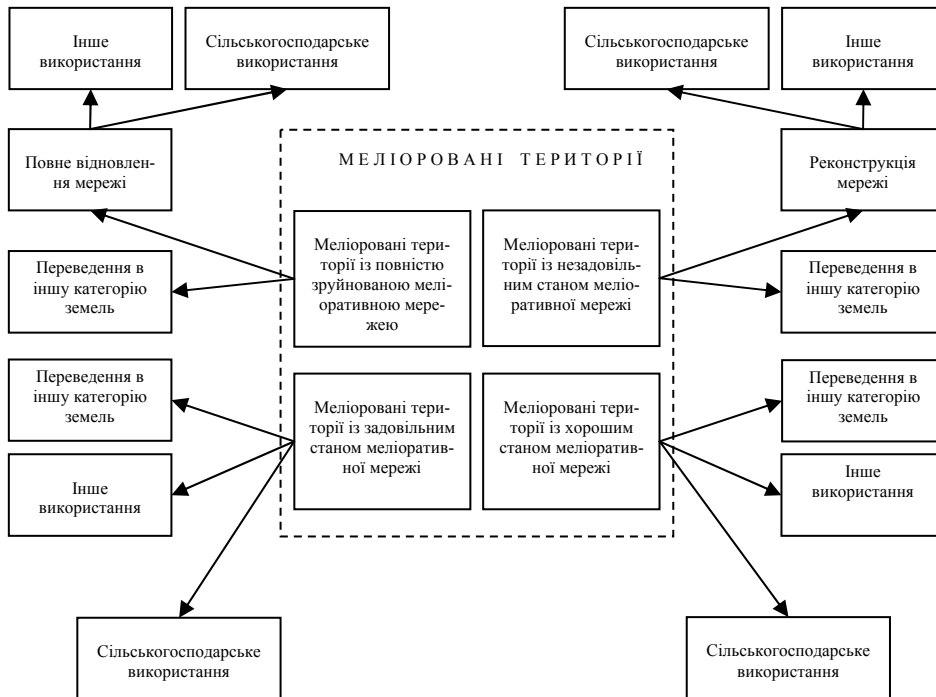 Інше
використання
Сільськогосподарське
використання
Сільськогосподарське
використання
Інше
використання
Повне відновлен-
ня мережі
МЕЛІОРОВАНІ ТЕРИТОРІЇ
Реконструкція
мережі
Меліоровані тери-
торії із повністю
зруйнованою мелі-
оративною мере-
жею
Меліоровані тери-
торії із незадовіль-
ним станом меліо-
ративної мережі
Переведення в
іншу категорію
земель
Переведення в
іншу категорію
земель
Переведення в
іншу категорію
земель
Меліоровані тери-
торії із задовільним
станом меліоратив-
ної мережі
Меліоровані тери-
торії із хорошим
станом меліоратив-
ної мережі
Переведення в
іншу категорію
земель
Інше
використання
Інше
використання
Сільськогосподарське
використання
Сільськогосподарське
використання